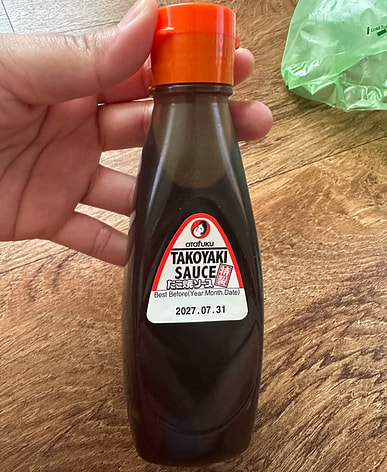 OTAFUKU
TAKOYAKI
SAUCE
たこ焼ソース
Best Before(Year.Month.Date)
2027.07.31